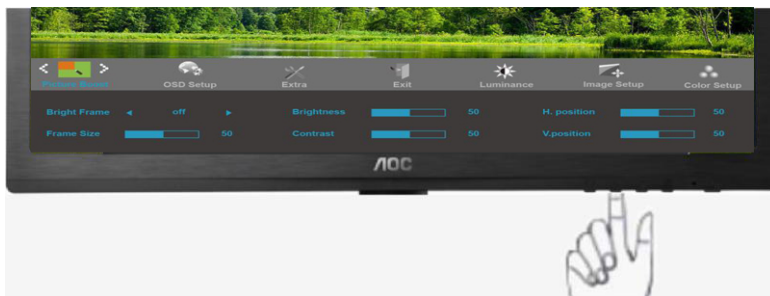 Picture Boost
OSD Setup
Extra
Exit
Luminance
Image Setup
Color Setup
Bright Frame off Brightness 50 H. position 50
Frame Size 50 Contrast 50 V.position 50
AOC